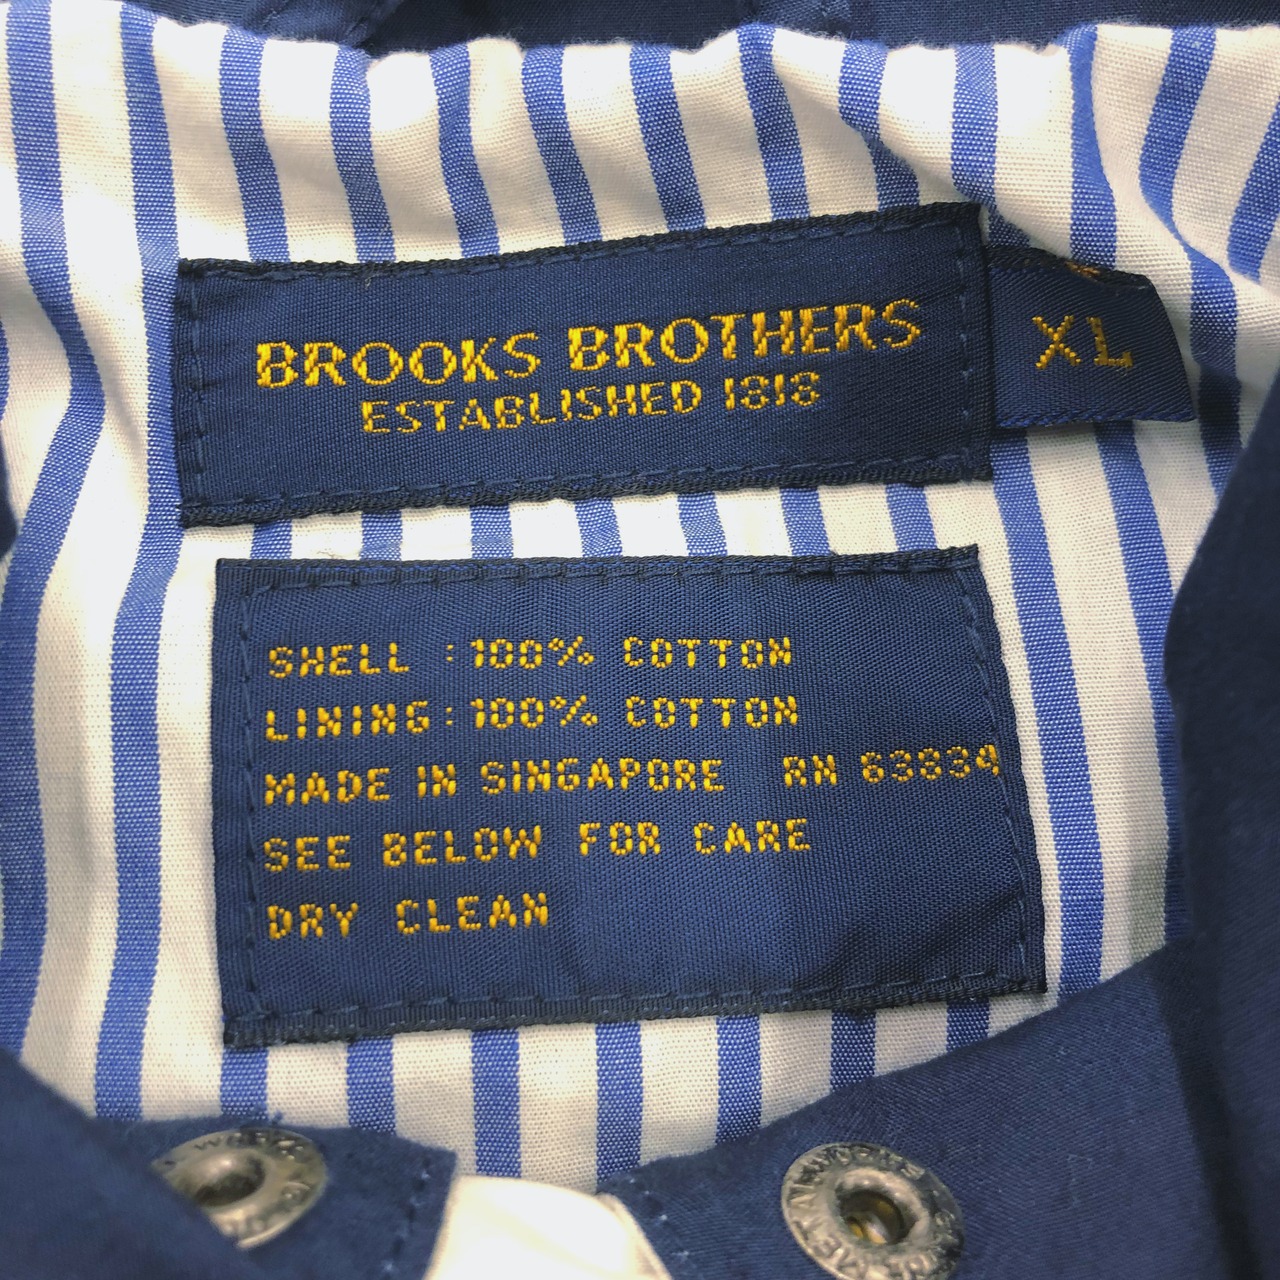 BROOKS BROTHERS
ESTABLISHED 1818
XL
SHELL : 100% COTTON
LINING : 100% COTTON
MADE IN SINGAPORE RN 63834
SEE BELOW FOR CARE
DRY CLEAN